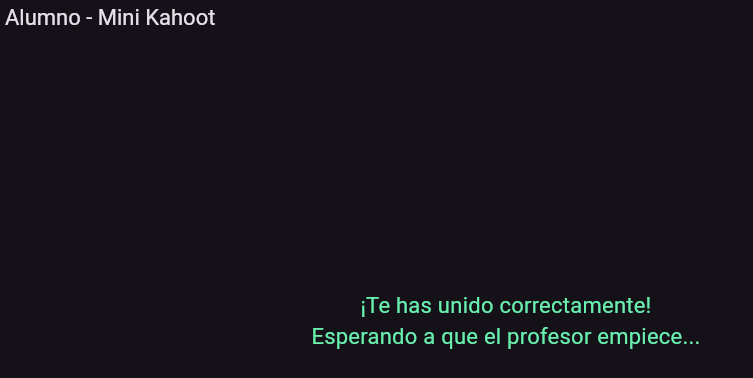 Alumno - Mini Kahoot
¡Te has unido correctamente!
Esperando a que el profesor empiece...